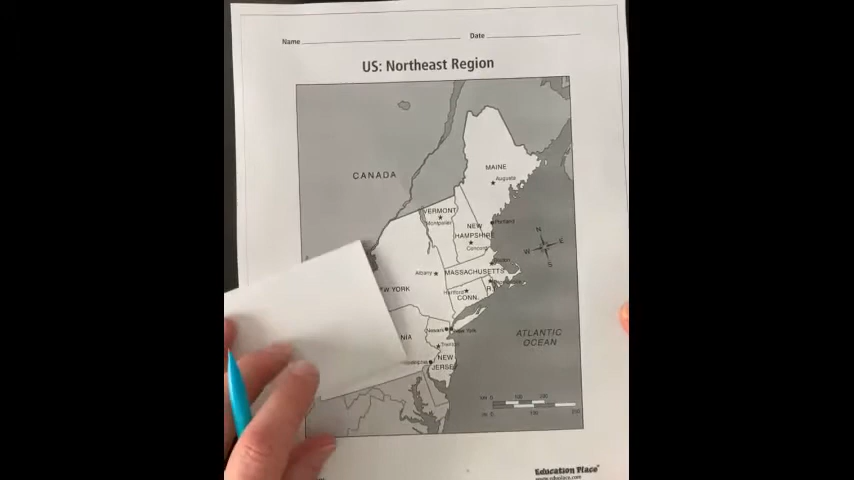 Name Date
US: Northeast Region
MAINE
CANADA
Augusta
VERMONT
Montpelier
NEW
HAMPSHIRE
Portland
Concord
N
W E
S
Boston
Albany
MASSACHUSETTS
W YORK
Hartford
CONN.
R.I.
NIA
Newark New York
Trenton
NEW
JERSEY
ATLANTIC
OCEAN
Education Place